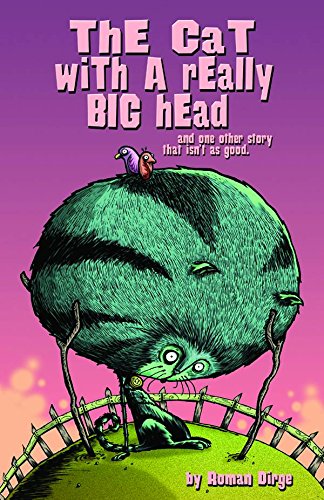 ThE CaT
wiTh A rEally
BIG hEad
and one other story
that isn't as good.
by Roman Dirge